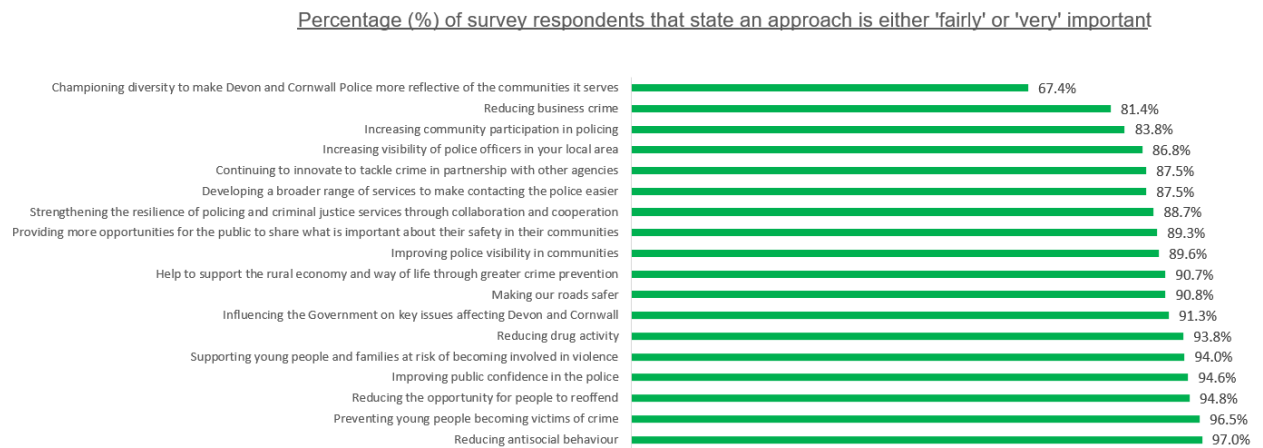 Percentage (%) of survey respondents that state an approach is either 'fairly' or 'very' important
Championing diversity to make Devon and Cornwall Police more reflective of the communities it serves 67.4%
Reducing business crime 81.4%
Increasing community participation in policing 83.8%
Increasing visibility of police officers in your local area 86.8%
Continuing to innovate to tackle crime in partnership with other agencies 87.5%
Developing a broader range of services to make contacting the police easier 87.5%
Strengthening the resilience of policing and criminal justice services through collaboration and cooperation 88.7%
Providing more opportunities for the public to share what is important about their safety in their communities 89.3%
Improving police visibility in communities 89.6%
Help to support the rural economy and way of life through greater crime prevention 90.7%
Making our roads safer 90.8%
Influencing the Government on key issues affecting Devon and Cornwall 91.3%
Reducing drug activity 93.8%
Supporting young people and families at risk of becoming involved in violence 94.0%
Improving public confidence in the police 94.6%
Reducing the opportunity for people to reoffend 94.8%
Preventing young people becoming victims of crime 96.5%
Reducing antisocial behaviour 97.0%